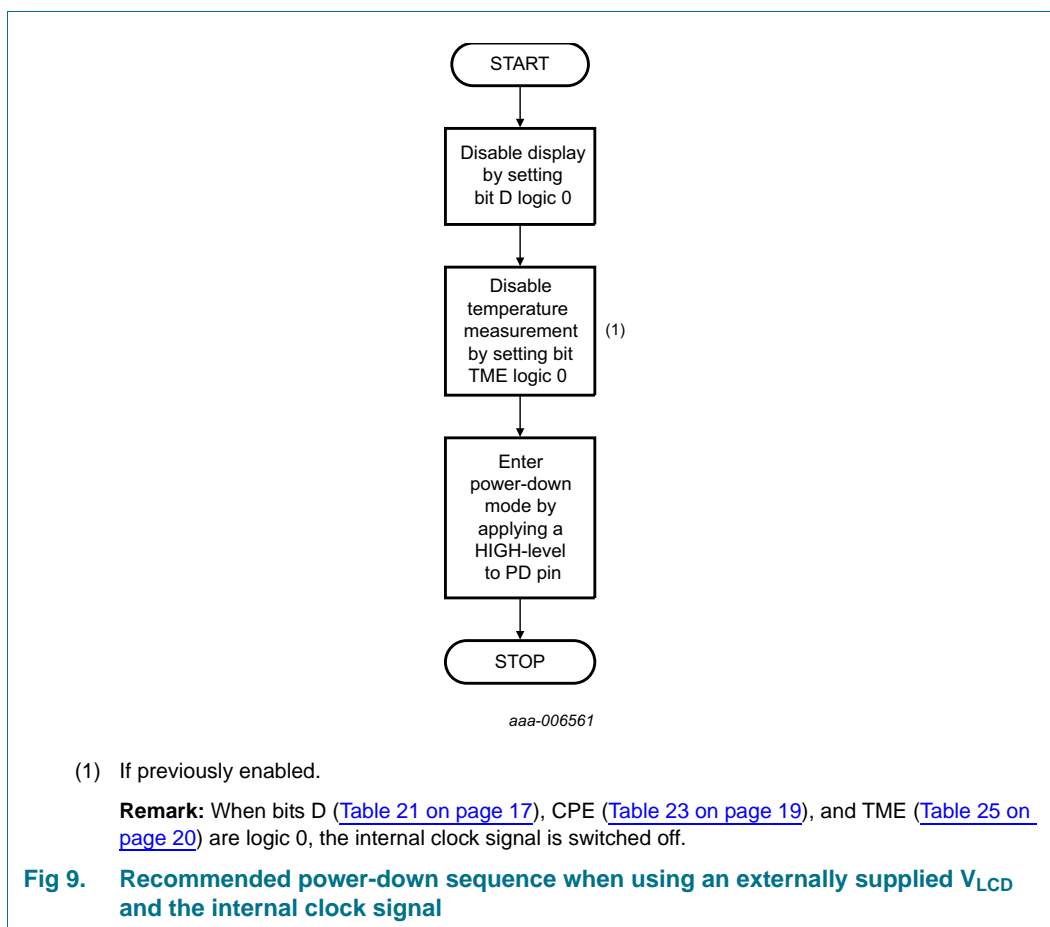 START
Disable display
by setting
bit D logic 0
Disable
temperature
measurement
by setting bit
TME logic 0
(1)
Enter
power-down
mode by
applying a
HIGH-level
to PD pin
STOP
aaa-006561
(1) If previously enabled.
Remark: When bits D (Table 21 on page 17), CPE (Table 23 on page 19), and TME (Table 25 on
page 20) are logic 0, the internal clock signal is switched off.
Fig 9. Recommended power-down sequence when using an externally supplied VLCD
and the internal clock signal